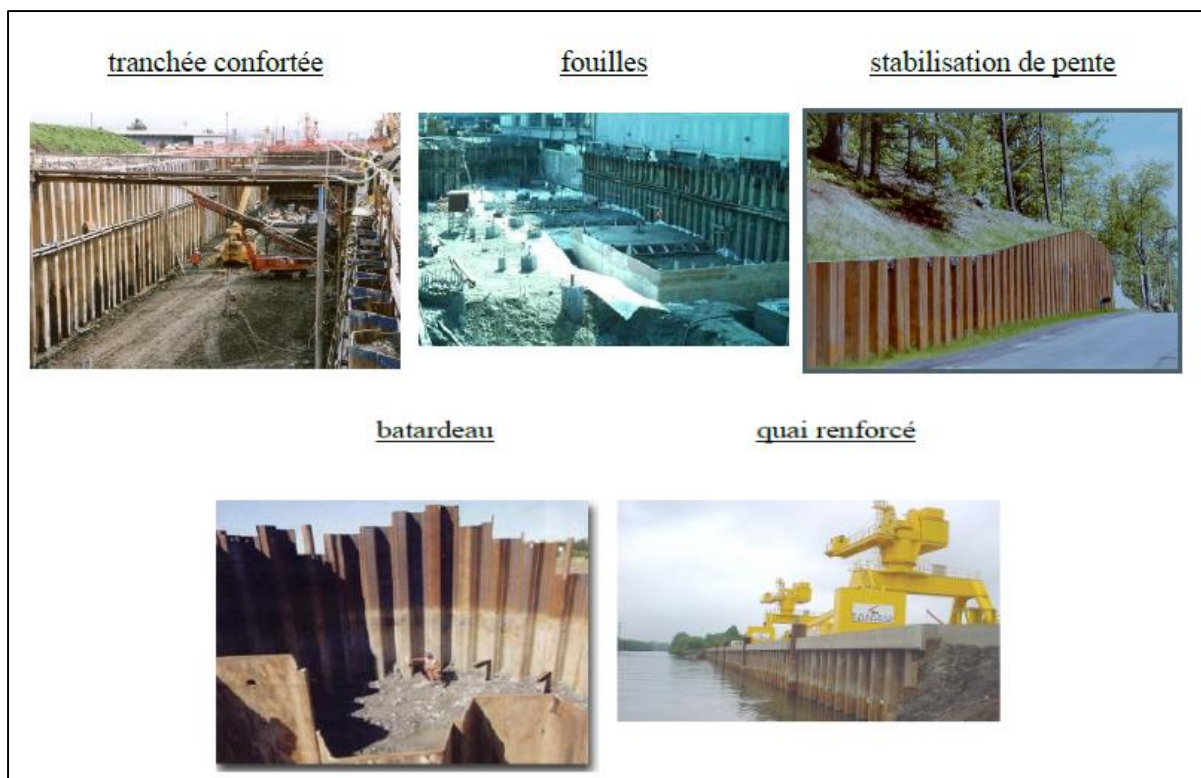 tranchée confortée
fouilles
stabilisation de pente
batardeau
quai renforcé